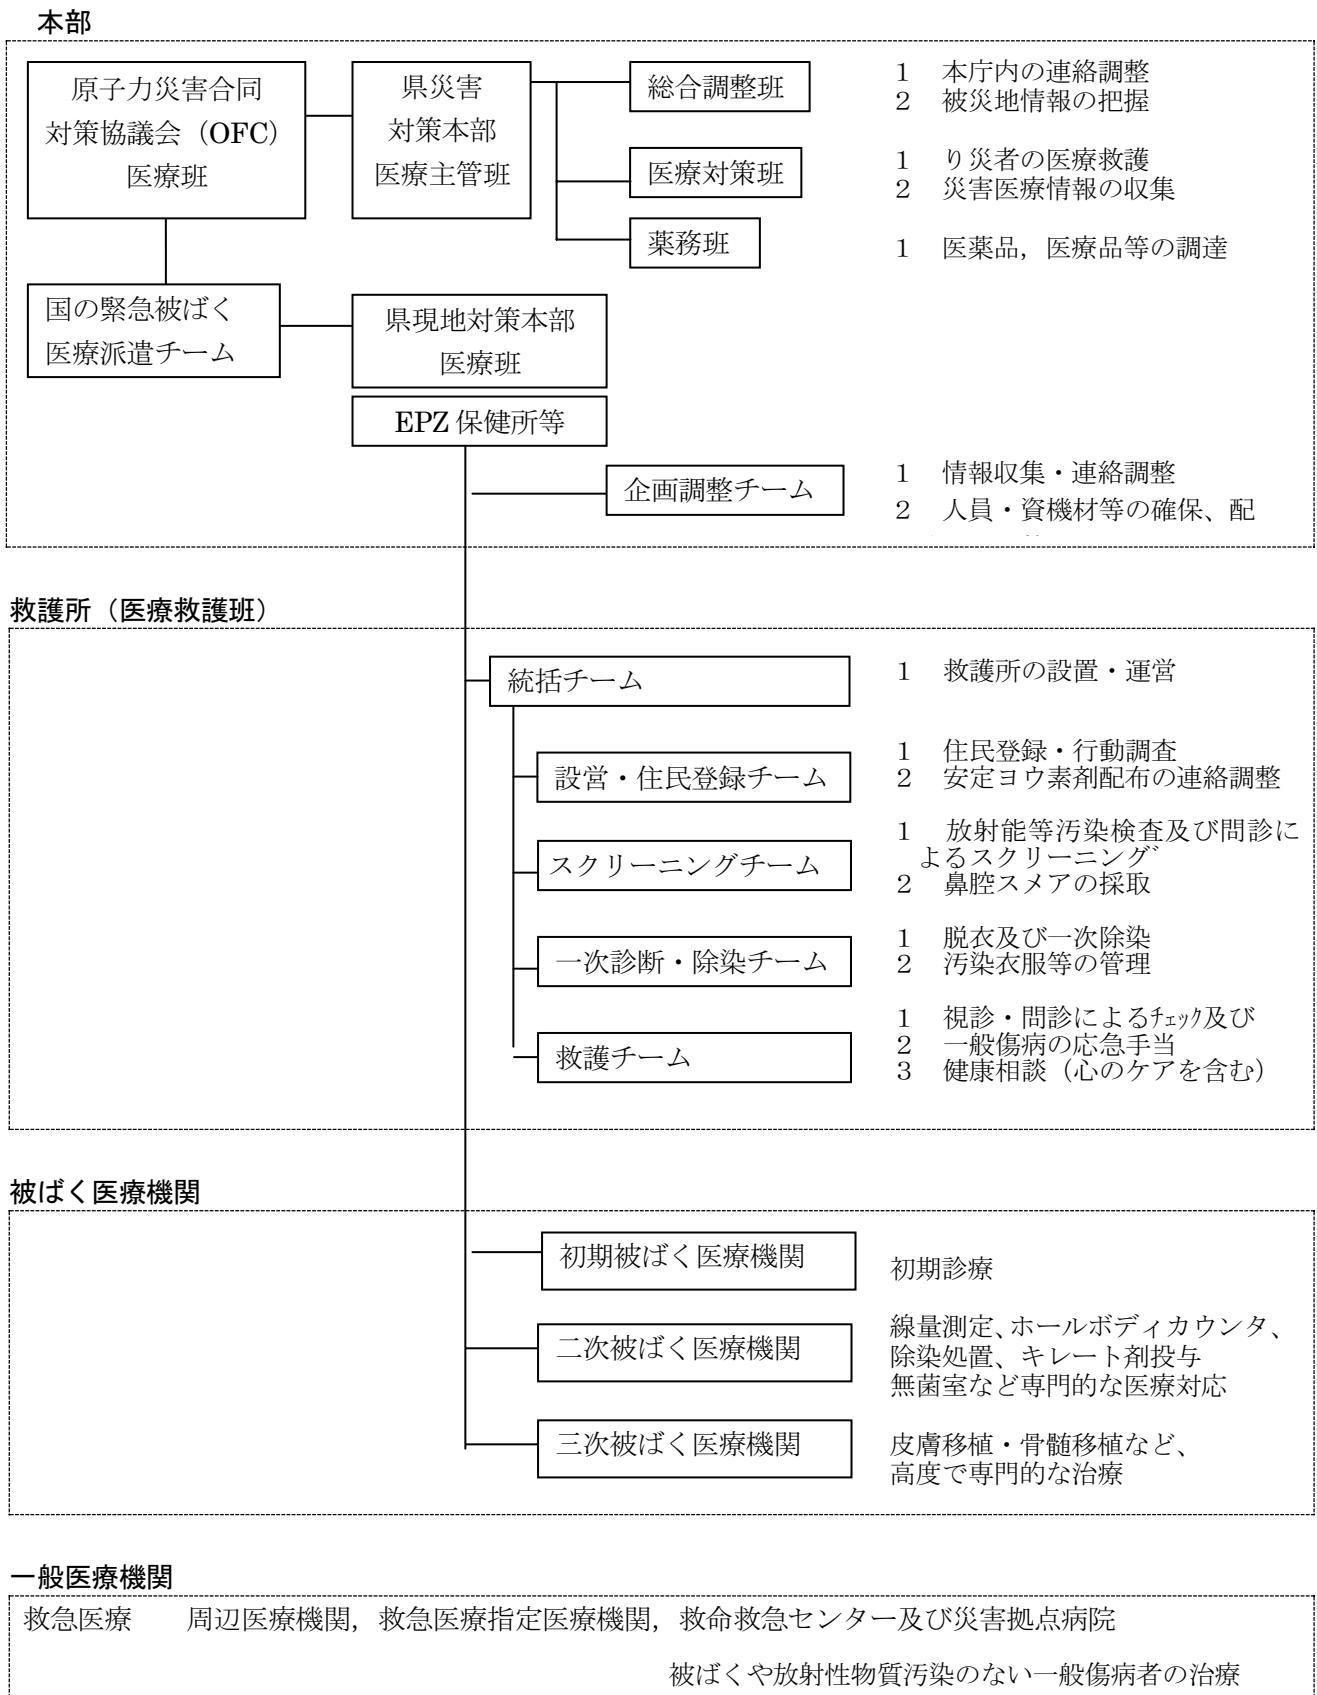 本部
原子力災害合同
対策協議会（OFC）
医療班
県災害
対策本部
医療主管班
総合調整班
1　本庁内の連絡調整
2　被災地情報の把握
医療対策班
1　り災者の医療救護
2　災害医療情報の収集
薬務班
1　医薬品，医療品等の調達
国の緊急被ばく
医療派遣チーム
県現地対策本部
医療班
EPZ 保健所等
企画調整チーム
1　情報収集・連絡調整
2　人員・資機材等の確保、配
救護所（医療救護班）
統括チーム
1　救護所の設置・運営
設営・住民登録チーム
1　住民登録・行動調査
2　安定ヨウ素剤配布の連絡調整
スクリーニングチーム
1　放射能等汚染検査及び問診に
よるスクリーニング
2　鼻腔スメアの採取
一次診断・除染チーム
1　脱衣及び一次除染
2　汚染衣服等の管理
救護チーム
1　視診・問診によるﾁｪｯｸ及び
2　一般傷病の応急手当
3　健康相談（心のケアを含む）
被ばく医療機関
初期被ばく医療機関
初期診療
二次被ばく医療機関
線量測定、ホールボディカウンタ、
除染処置、キレート剤投与
無菌室など専門的な医療対応
三次被ばく医療機関
皮膚移植・骨髄移植など、
高度で専門的な治療
一般医療機関
救急医療　周辺医療機関，救急医療指定医療機関，救命救急センター及び災害拠点病院
被ばくや放射性物質汚染のない一般傷病者の治療